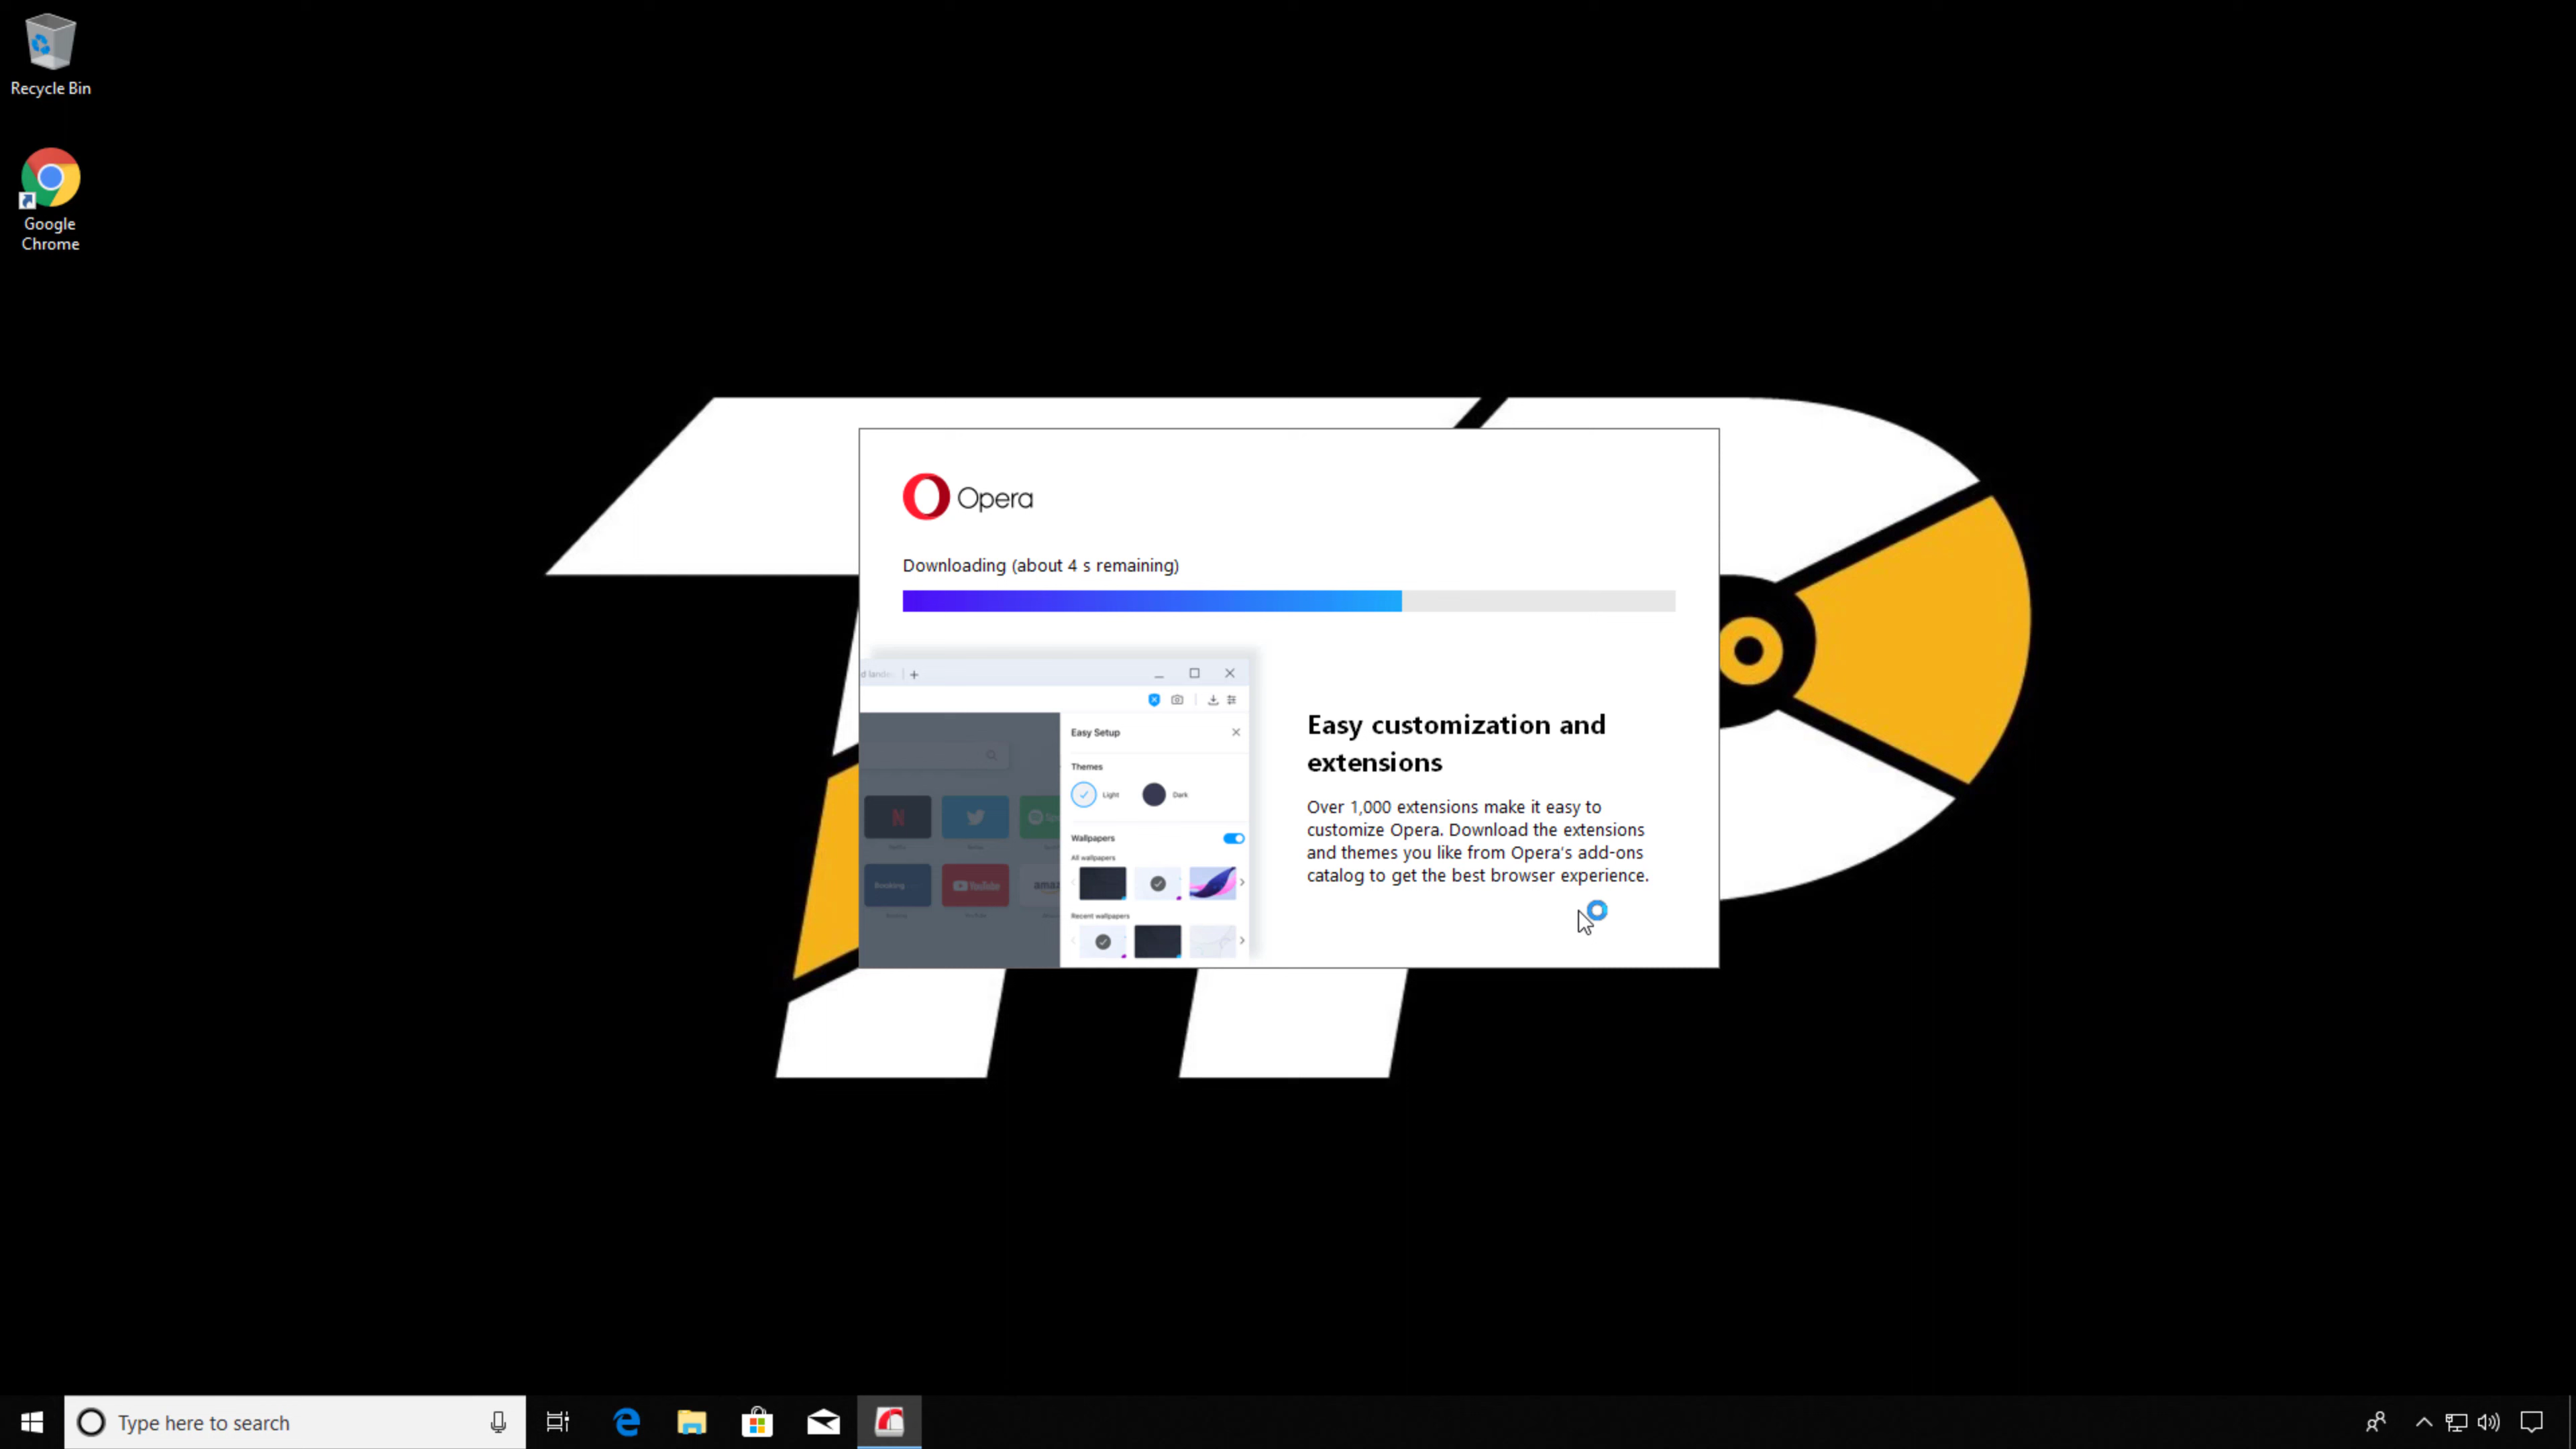 Recycle Bin
Google
Chrome
Opera
Downloading (about 4 s remaining)
Easy Setup
Themes
Light
Dark
Wallpapers
All wallpapers
Recent wallpapers
N
Booking
YouTube
Easy customization and
extensions
Over 1,000 extensions make it easy to
customize Opera. Download the extensions
and themes you like from Opera's add-ons
catalog to get the best browser experience.
Type here to search